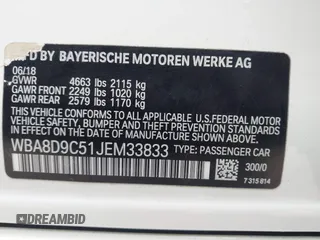 MFD BY BAYERISCHE MOTOREN WERKE AG
06/18
GVWR 4663 lbs 2115 kg
GAWR FRONT 2249 lbs 1020 kg
GAWR REAR 2579 lbs 1170 kg
THIS VEHICLE CONFORMS TO ALL APPLICABLE
FEDERAL MOTOR VEHICLE SAFETY, BUMPER, AND
THEFT PREVENTION STANDARDS IN EFFECT ON
THE DATE OF MANUFACTURE SHOWN ABOVE.
WBA8D9C51JEM33833 TYPE: PASSENGER CAR
300/0
7 315 814
DREAMBID